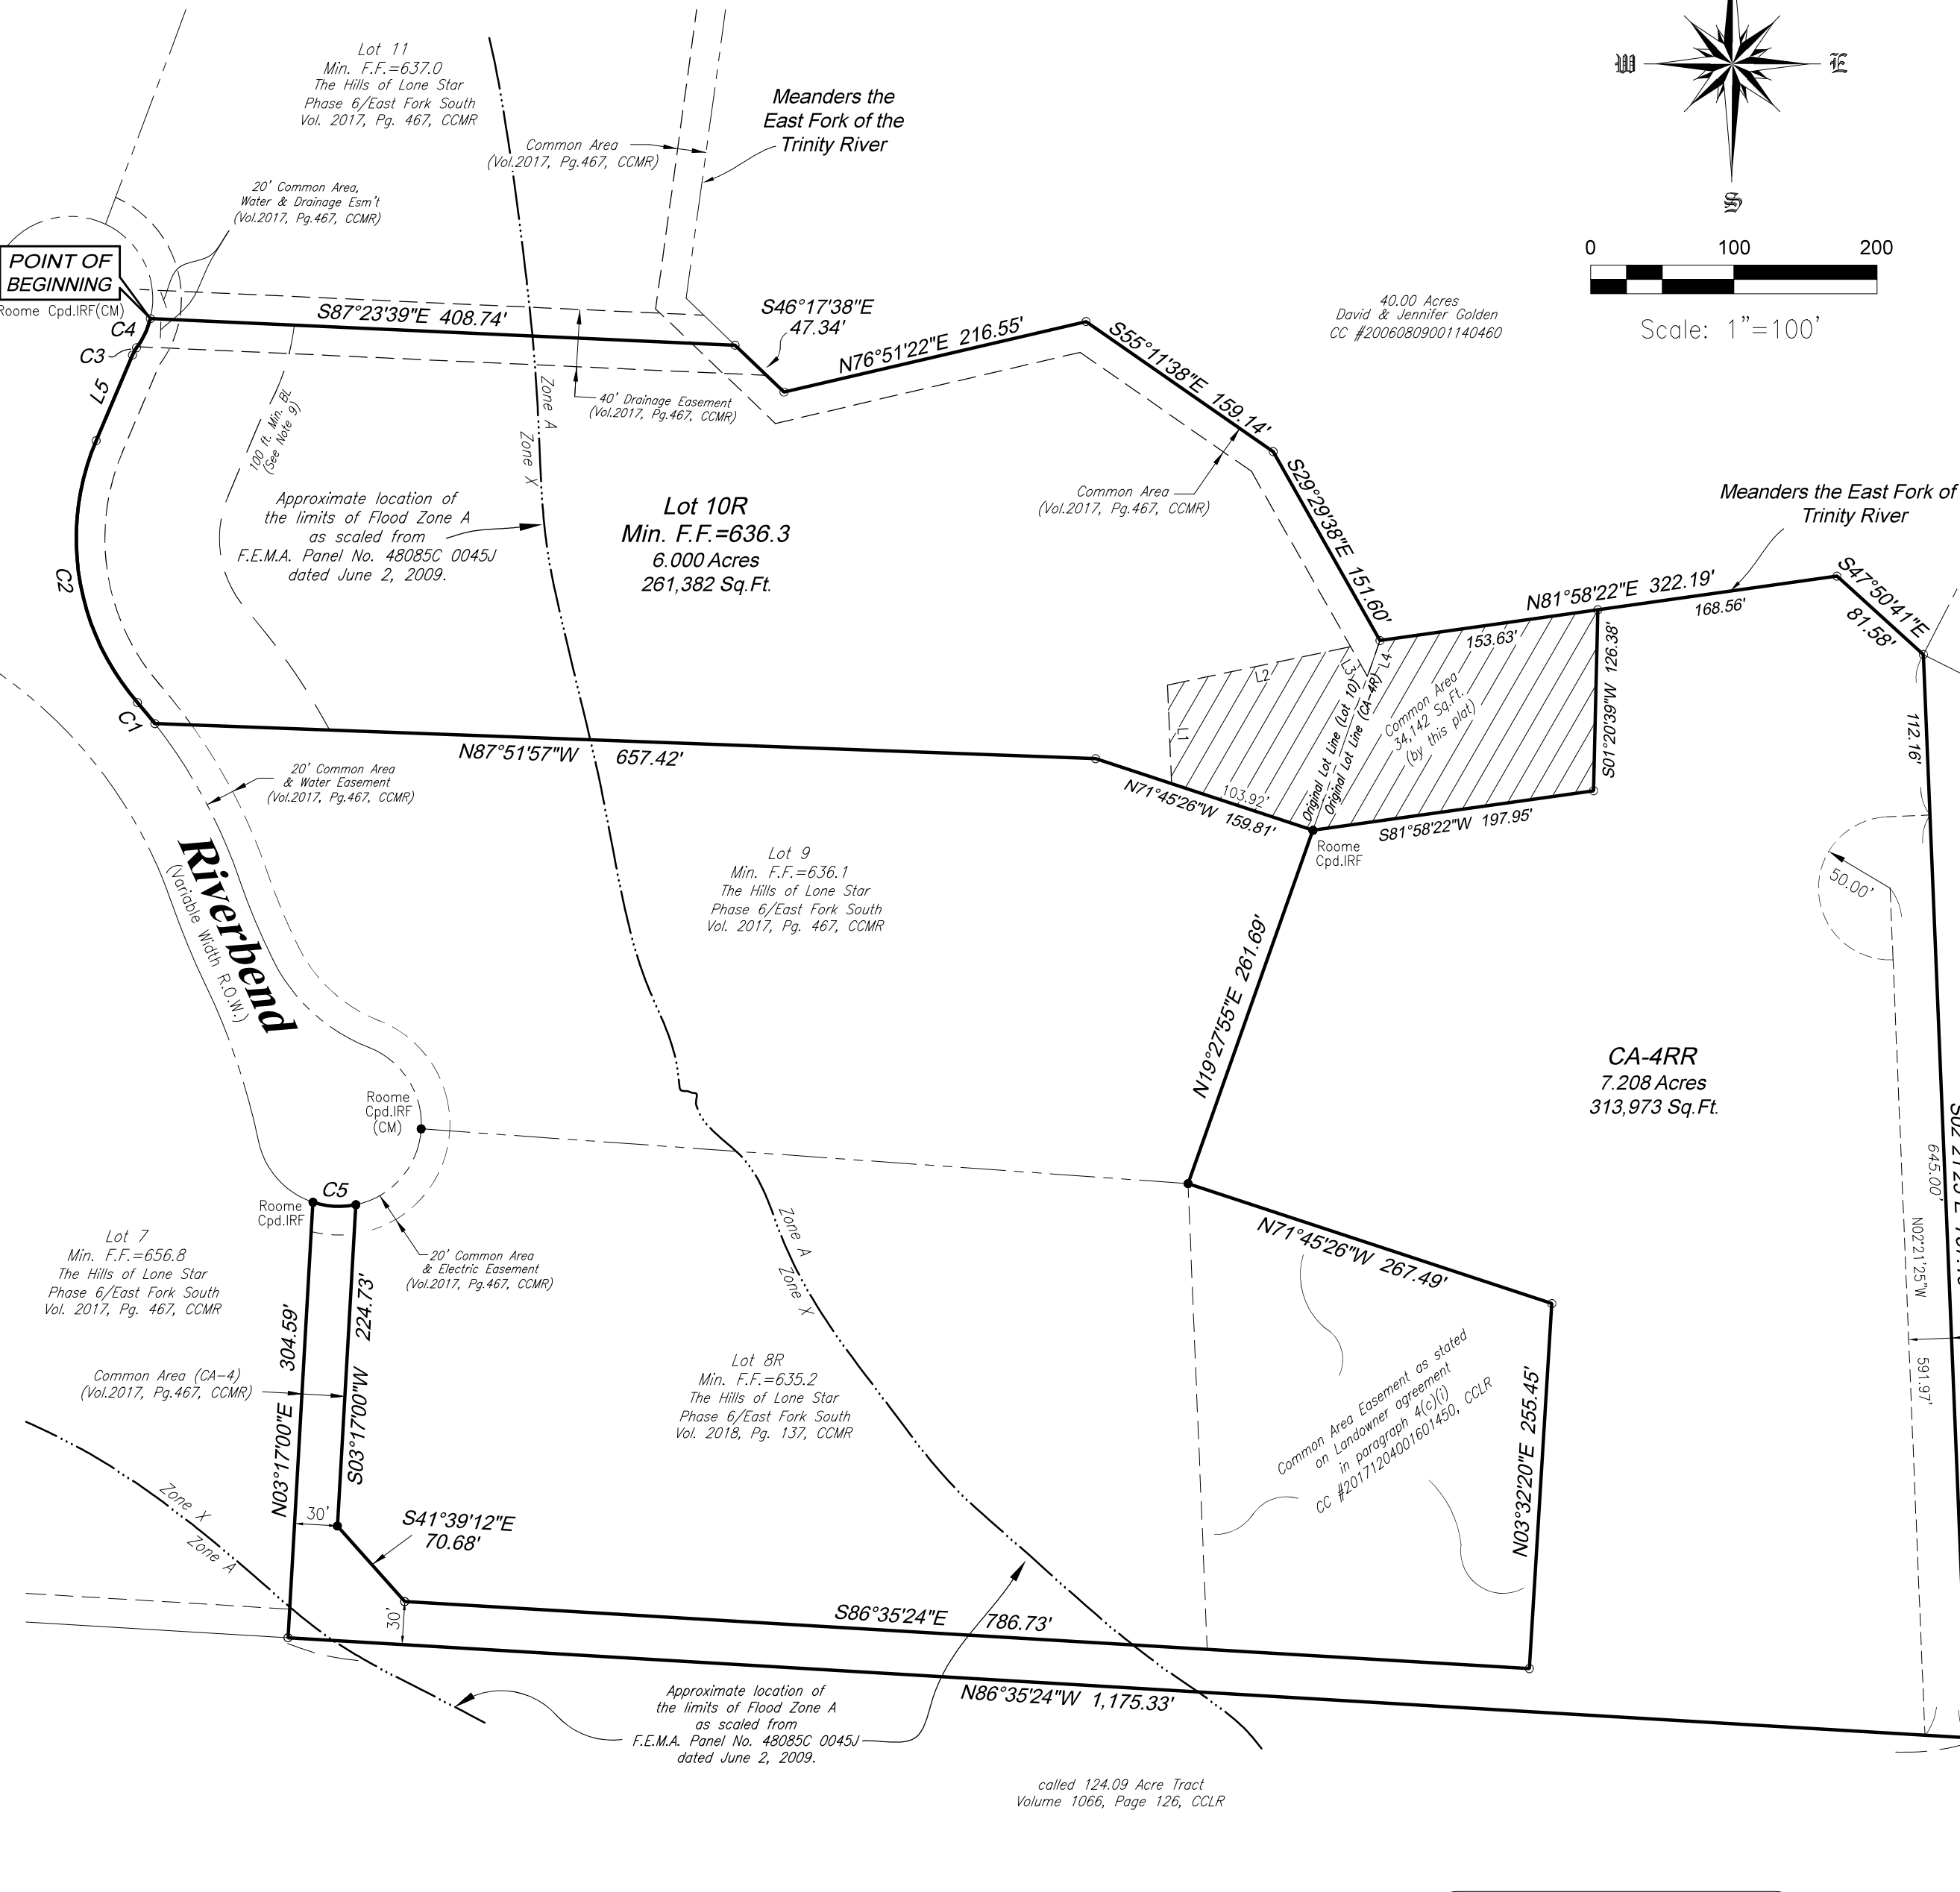 Lot 11
Min. F.F.=637.0
The Hills of Lone Star
Phase 6/East Fork South
Vol. 2017, Pg. 467, CCMR
Meanders the
East Fork of the
Trinity River
Common Area
(Vol.2017, Pg.467, CCMR)
W
E
S
20' Common Area,
Water & Drainage Esm't
(Vol.2017, Pg.467, CCMR)
0 100 200
Scale: 1"=100'
POINT OF
BEGINNING
Roome Cpd.IRF(CM)
C4
C3
L5
C2
C1
S87°23'39"E 408.74'
S46°17'38"E
47.34'
N76°51'22"E 216.55'
S55°11'38"E 159.14'
S29°29'38"E 151.60'
40.00 Acres
David & Jennifer Golden
CC #20060809001140460
40' Drainage Easement
(Vol.2017, Pg.467, CCMR)
Zone A
Zone X
100 ft. Min. BL
(See Note 9)
Approximate location of
the limits of Flood Zone A
as scaled from
F.E.M.A. Panel No. 48085C 0045J
dated June 2, 2009.
Lot 10R
Min. F.F.=636.3
6.000 Acres
261,382 Sq.Ft.
Common Area
(Vol.2017, Pg.467, CCMR)
Meanders the East Fork of
Trinity River
N81°58'22"E 322.19'
153.63'
168.56'
S47°50'41"E
81.58'
112.16'
S01°20'39"W 126.38'
L2
L3
L4
L1
Original Lot Line (Lot 10)
Original Lot Line (CA-4R)
Common Area
34,142 Sq.Ft.
(by this plat)
N87°51'57"W 657.42'
103.92'
N71°45'26"W 159.81'
S81°58'22"W 197.95'
Roome
Cpd.IRF
20' Common Area
& Water Easement
(Vol.2017, Pg.467, CCMR)
Riverbend
(Variable Width R.O.W.)
Lot 9
Min. F.F.=636.1
The Hills of Lone Star
Phase 6/East Fork South
Vol. 2017, Pg. 467, CCMR
50.00'
N19°27'55"E 261.69'
CA-4RR
7.208 Acres
313,973 Sq.Ft.
Roome
Cpd.IRF
(CM)
645.00'
N02°21'25"W
591.97'
C5
Roome
Cpd.IRF
Lot 7
Min. F.F.=656.8
The Hills of Lone Star
Phase 6/East Fork South
Vol. 2017, Pg. 467, CCMR
20' Common Area
& Electric Easement
(Vol.2017, Pg.467, CCMR)
Zone A
Zone X
N71°45'26"W 267.49'
N03°17'00"E 304.59'
S03°17'00"W 224.73'
Common Area (CA-4)
(Vol.2017, Pg.467, CCMR)
Lot 8R
Min. F.F.=635.2
The Hills of Lone Star
Phase 6/East Fork South
Vol. 2018, Pg. 137, CCMR
Common Area Easement as stated
on Landowner agreement
in paragraph 4(c)(i)
CC #20171204001601450, CCLR
N03°32'20"E 255.45'
Zone X
Zone A
30'
S41°39'12"E
70.68'
30'
S86°35'24"E 786.73'
N86°35'24"W 1,175.33'
Approximate location of
the limits of Flood Zone A
as scaled from
F.E.M.A. Panel No. 48085C 0045J
dated June 2, 2009.
called 124.09 Acre Tract
Volume 1066, Page 126, CCLR